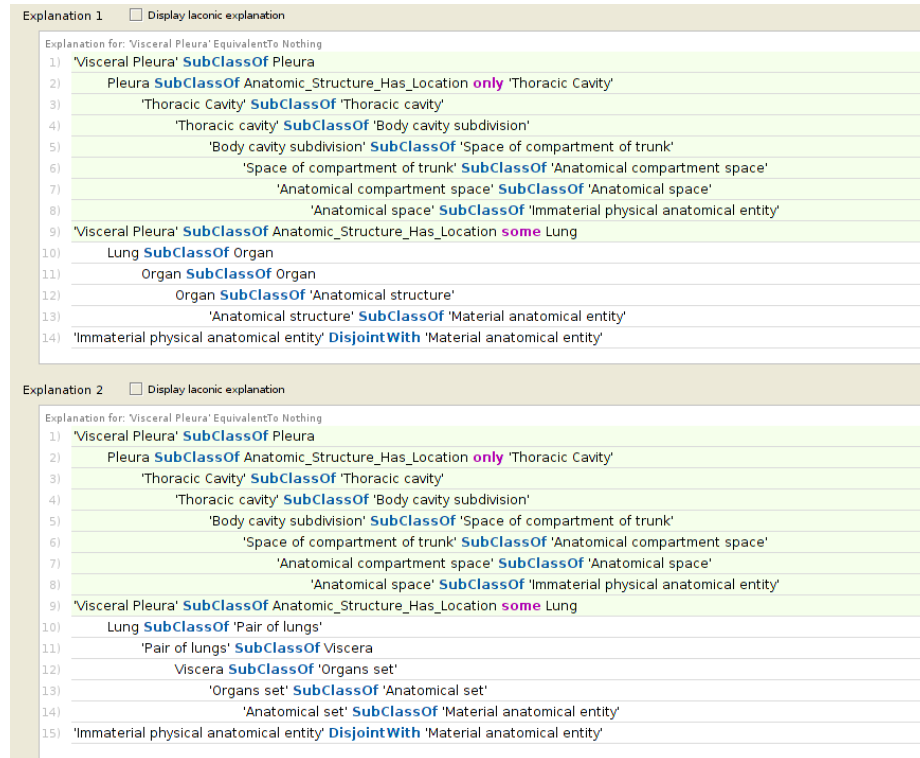 Explanation 1 Display laconic explanation
Explanation for: 'Visceral Pleura' EquivalentTo Nothing
1) 'Visceral Pleura' SubClassOf Pleura
2) Pleura SubClassOf Anatomic_Structure_Has_Location only 'Thoracic Cavity'
3) 'Thoracic Cavity' SubClassOf 'Thoracic cavity'
4) 'Thoracic cavity' SubClassOf 'Body cavity subdivision'
5) 'Body cavity subdivision' SubClassOf 'Space of compartment of trunk'
6) 'Space of compartment of trunk' SubClassOf 'Anatomical compartment space'
7) 'Anatomical compartment space' SubClassOf 'Anatomical space'
8) 'Anatomical space' SubClassOf 'Immaterial physical anatomical entity'
9) 'Visceral Pleura' SubClassOf Anatomic_Structure_Has_Location some Lung
10) Lung SubClassOf Organ
11) Organ SubClassOf Organ
12) Organ SubClassOf 'Anatomical structure'
13) 'Anatomical structure' SubClassOf 'Material anatomical entity'
14) 'Immaterial physical anatomical entity' DisjointWith 'Material anatomical entity'
Explanation 2 Display laconic explanation
Explanation for: 'Visceral Pleura' EquivalentTo Nothing
1) 'Visceral Pleura' SubClassOf Pleura
2) Pleura SubClassOf Anatomic_Structure_Has_Location only 'Thoracic Cavity'
3) 'Thoracic Cavity' SubClassOf 'Thoracic cavity'
4) 'Thoracic cavity' SubClassOf 'Body cavity subdivision'
5) 'Body cavity subdivision' SubClassOf 'Space of compartment of trunk'
6) 'Space of compartment of trunk' SubClassOf 'Anatomical compartment space'
7) 'Anatomical compartment space' SubClassOf 'Anatomical space'
8) 'Anatomical space' SubClassOf 'Immaterial physical anatomical entity'
9) 'Visceral Pleura' SubClassOf Anatomic_Structure_Has_Location some Lung
10) Lung SubClassOf 'Pair of lungs'
11) 'Pair of lungs' SubClassOf Viscera
12) Viscera SubClassOf 'Organs set'
13) 'Organs set' SubClassOf 'Anatomical set'
14) 'Anatomical set' SubClassOf 'Material anatomical entity'
15) 'Immaterial physical anatomical entity' DisjointWith 'Material anatomical entity'